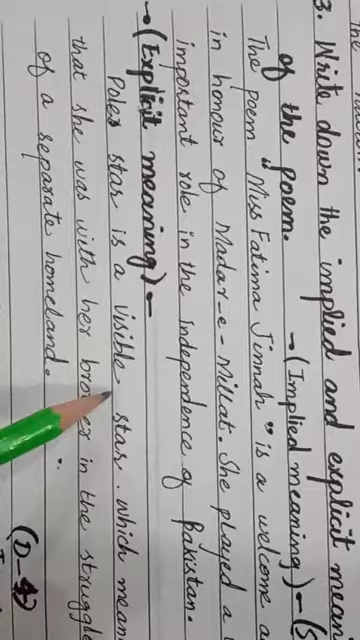 3. Write down the implied and explicit mean
of the poem. → (Implied meaning) - (S
The poem "Miss Fatima Jinnah" is a welcome a
in honour of Madar-e-Millat. She played a
important role in the independence of Pakistan.
→ (Explicit meaning) -
Poles star is a visible star. which mean
that she was with her bro er in the struggle
of a separate homeland.